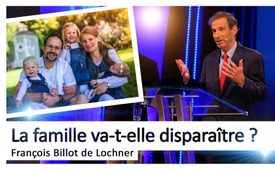 La famille va-t-elle disparaître ?
François Billot de Lochner